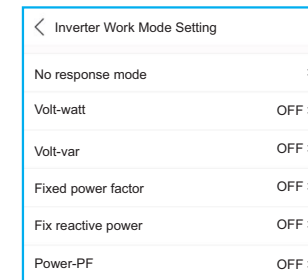 Inverter Work Mode Setting
No response mode
Volt-watt OFF
Volt-var OFF
Fixed power factor OFF
Fix reactive power OFF
Power-PF OFF